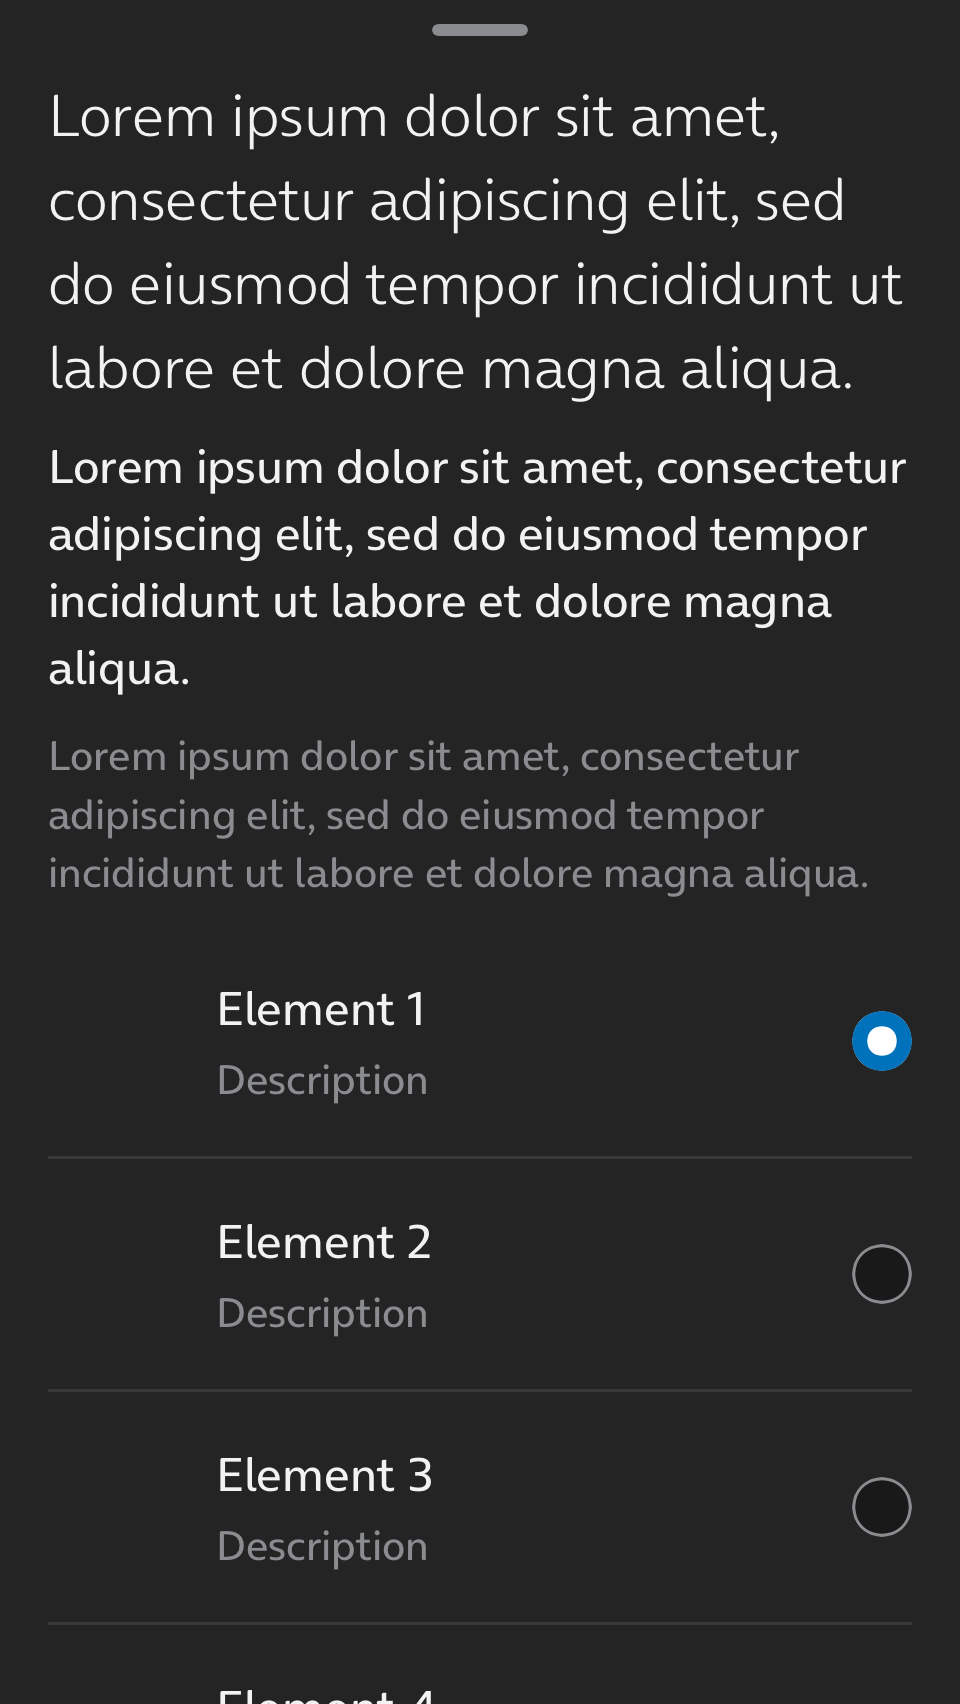 Lorem ipsum dolor sit amet,
consectetur adipiscing elit, sed
do eiusmod tempor incididunt ut
labore et dolore magna aliqua.
Lorem ipsum dolor sit amet, consectetur
adipiscing elit, sed do eiusmod tempor
incididunt ut labore et dolore magna
aliqua.
Lorem ipsum dolor sit amet, consectetur
adipiscing elit, sed do eiusmod tempor
incididunt ut labore et dolore magna aliqua.
Element 1
Description
Element 2
Description
Element 3
Description
Element 4